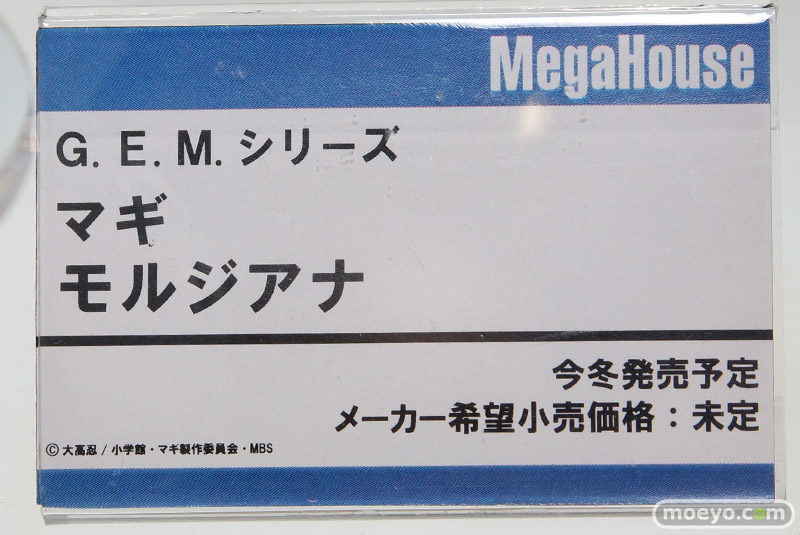 MegaHouse
G.E.M.シリーズ
マギ
モルジアナ
今冬発売予定
メーカー希望小売価格：未定
© 大高忍 / 小学館・マギ製作委員会・MBS
moeyo.com